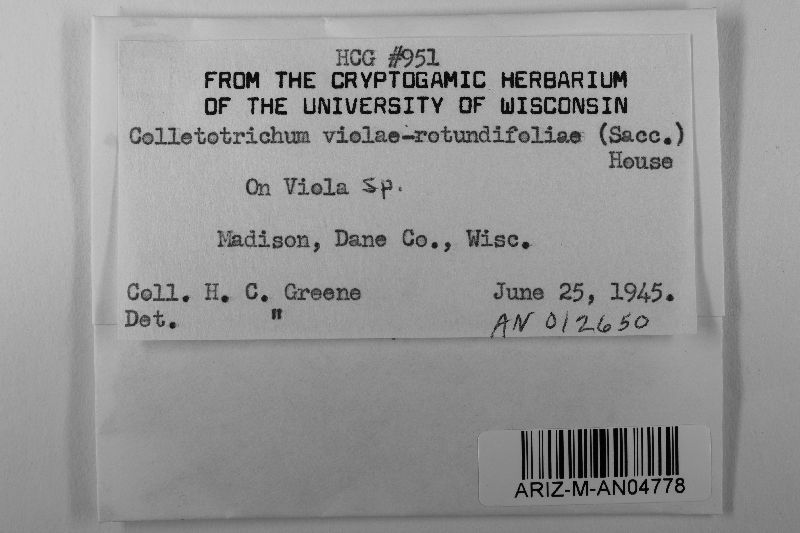 HCG #951
FROM THE CRYPTOGAMIC HERBARIUM
OF THE UNIVERSITY OF WISCONSIN
Colletotrichum violae-rotundifoliae (Sacc.)
House
On Viola sp.
Madison, Dane Co., Wisc.
Coll. H. C. Greene June 25, 1945.
Det. " AN 012650
ARIZ-M-AN04778